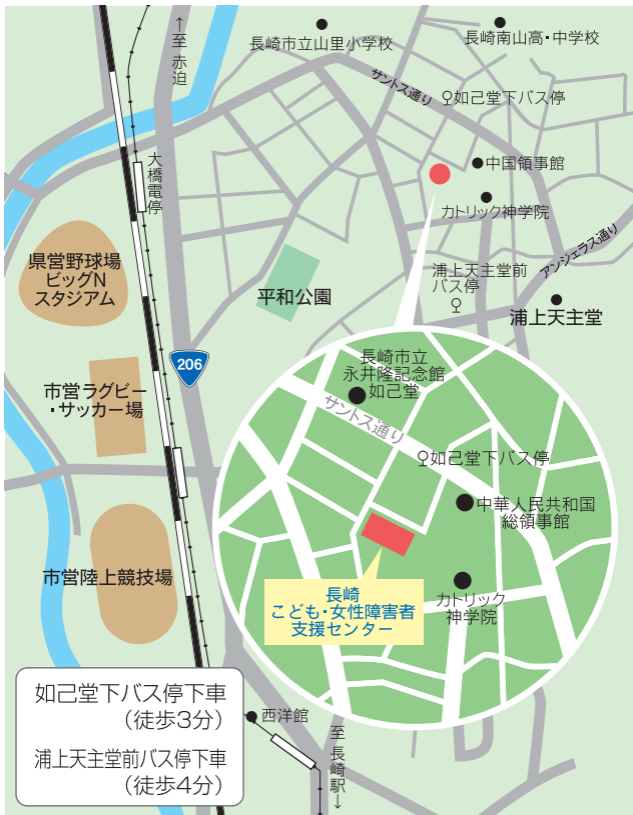 長崎市立山里小学校
長崎南山高・中学校
↑至 赤迫
サントス通り
如己堂下バス停
大橋電停
中国領事館
カトリック神学院
アンジェラス通り
県営野球場
ビッグN
スタジアム
平和公園
浦上天主堂前
バス停
浦上天主堂
206
長崎市立
永井隆記念館
如己堂
市営ラグビー
・サッカー場
サントス通り
如己堂下バス停
中華人民共和国
総領事館
市営陸上競技場
長崎
こども・女性障害者
支援センター
カトリック
神学院
如己堂下バス停下車
(徒歩3分)
浦上天主堂前バス停下車
(徒歩4分)
西洋館
至 長崎駅↓